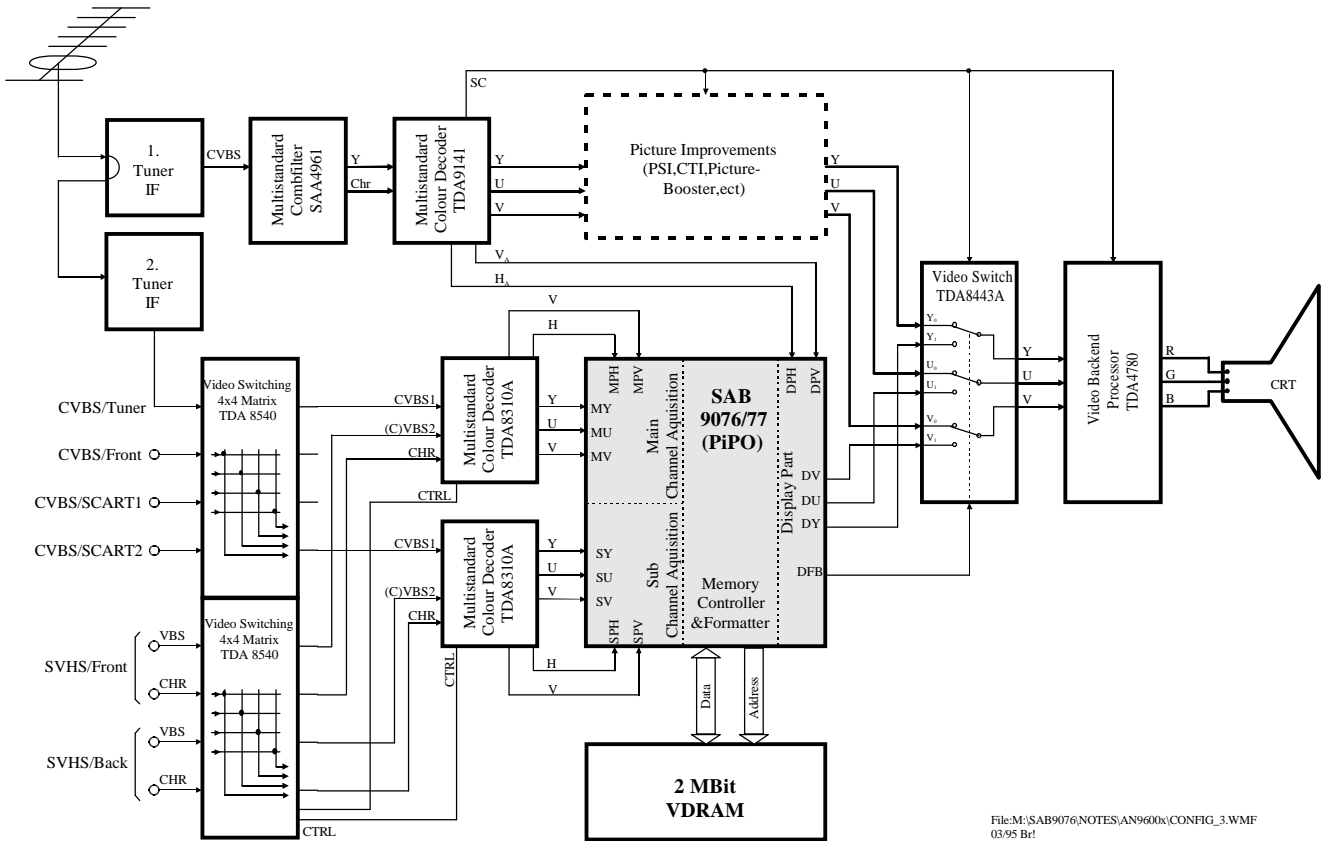 SC
1.
Tuner
IF
CVBS
Multistandard
Combfilter
SAA4961
Y
Chr
Multistandard
Colour Decoder
TDA9141
Y
U
V
Picture Improvements
(PSI,CTI,Picture-
Booster,ect)
Y
U
V
2.
Tuner
IF
VA
HA
V
H
Video Switch
TDA8443A
Y0
Y1
U0
U1
V0
V1
Y
U
V
Video Backend
Processor
TDA4780
R
G
B
CRT
CVBS/Tuner
CVBS/Front
CVBS/SCART1
CVBS/SCART2
Video Switching
4x4 Matrix
TDA 8540
CVBS1
(C)VBS2
CHR
CTRL
Multistandard
Colour Decoder
TDA8310A
Y
U
V
MPH
MPV
MY
MU
MV
Main
Channel Aquisition
SAB
9076/77
(PiPO)
DPH
DPV
Display Part
DV
DU
DY
DFB
CVBS1
(C)VBS2
CHR
CTRL
Multistandard
Colour Decoder
TDA8310A
Y
U
V
SY
SU
SV
Sub
Channel Aquisition
SPH
SPV
Memory
Controller
&Formatter
H
V
SVHS/Front
VBS
CHR
SVHS/Back
VBS
CHR
Video Switching
4x4 Matrix
TDA 8540
CTRL
Data
Address
2 MBit
VDRAM
File:M:\SAB9076\NOTES\AN9600x\CONFIG_3.WMF
03/95 Br!